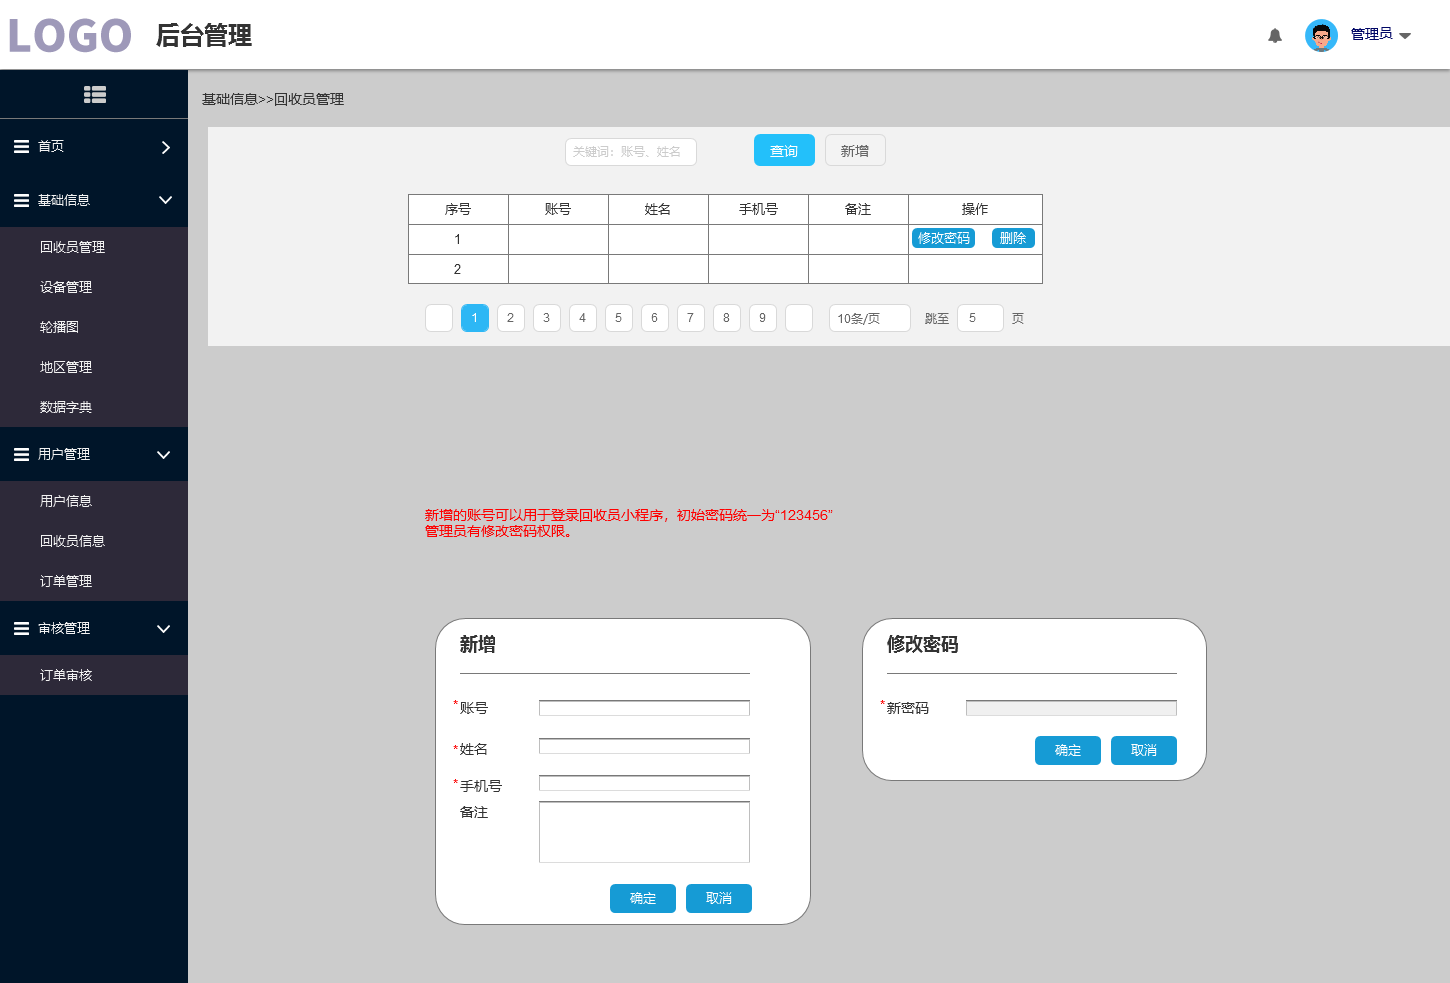 LOGO 后台管理
管理员
基础信息>>回收员管理
首页
基础信息
回收员管理
设备管理
轮播图
地区管理
数据字典
用户管理
用户信息
回收员信息
订单管理
审核管理
订单审核
关键词：账号、姓名 查询 新增
序号 账号 姓名 手机号 备注 操作
1 修改密码 删除
2
1 2 3 4 5 6 7 8 9 10条/页 跳至 5 页
新增的账号可以用于登录回收员小程序，初始密码统一为“123456”
管理员有修改密码权限。
新增
*账号
*姓名
*手机号
备注
确定 取消
修改密码
*新密码
确定 取消